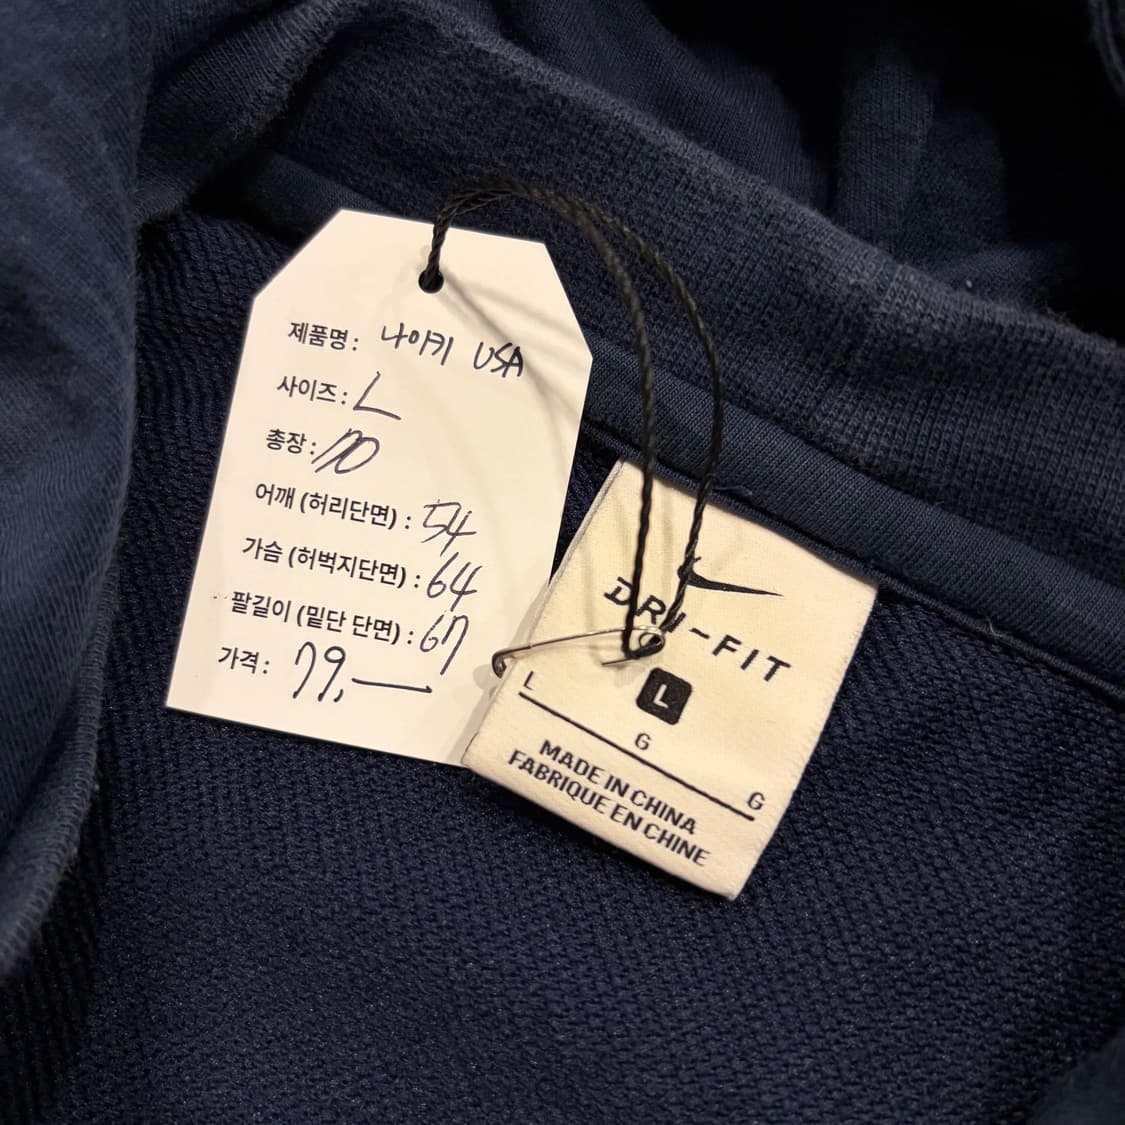 제품명: 나이키 USA
사이즈: L
총장: 70
어깨 (허리단면) : 54
가슴 (허벅지단면) : 64
팔길이 (밑단 단면) : 67
가격: 79,—
DRI-FIT
L
L
G
G
MADE IN CHINA
FABRIQUE EN CHINE